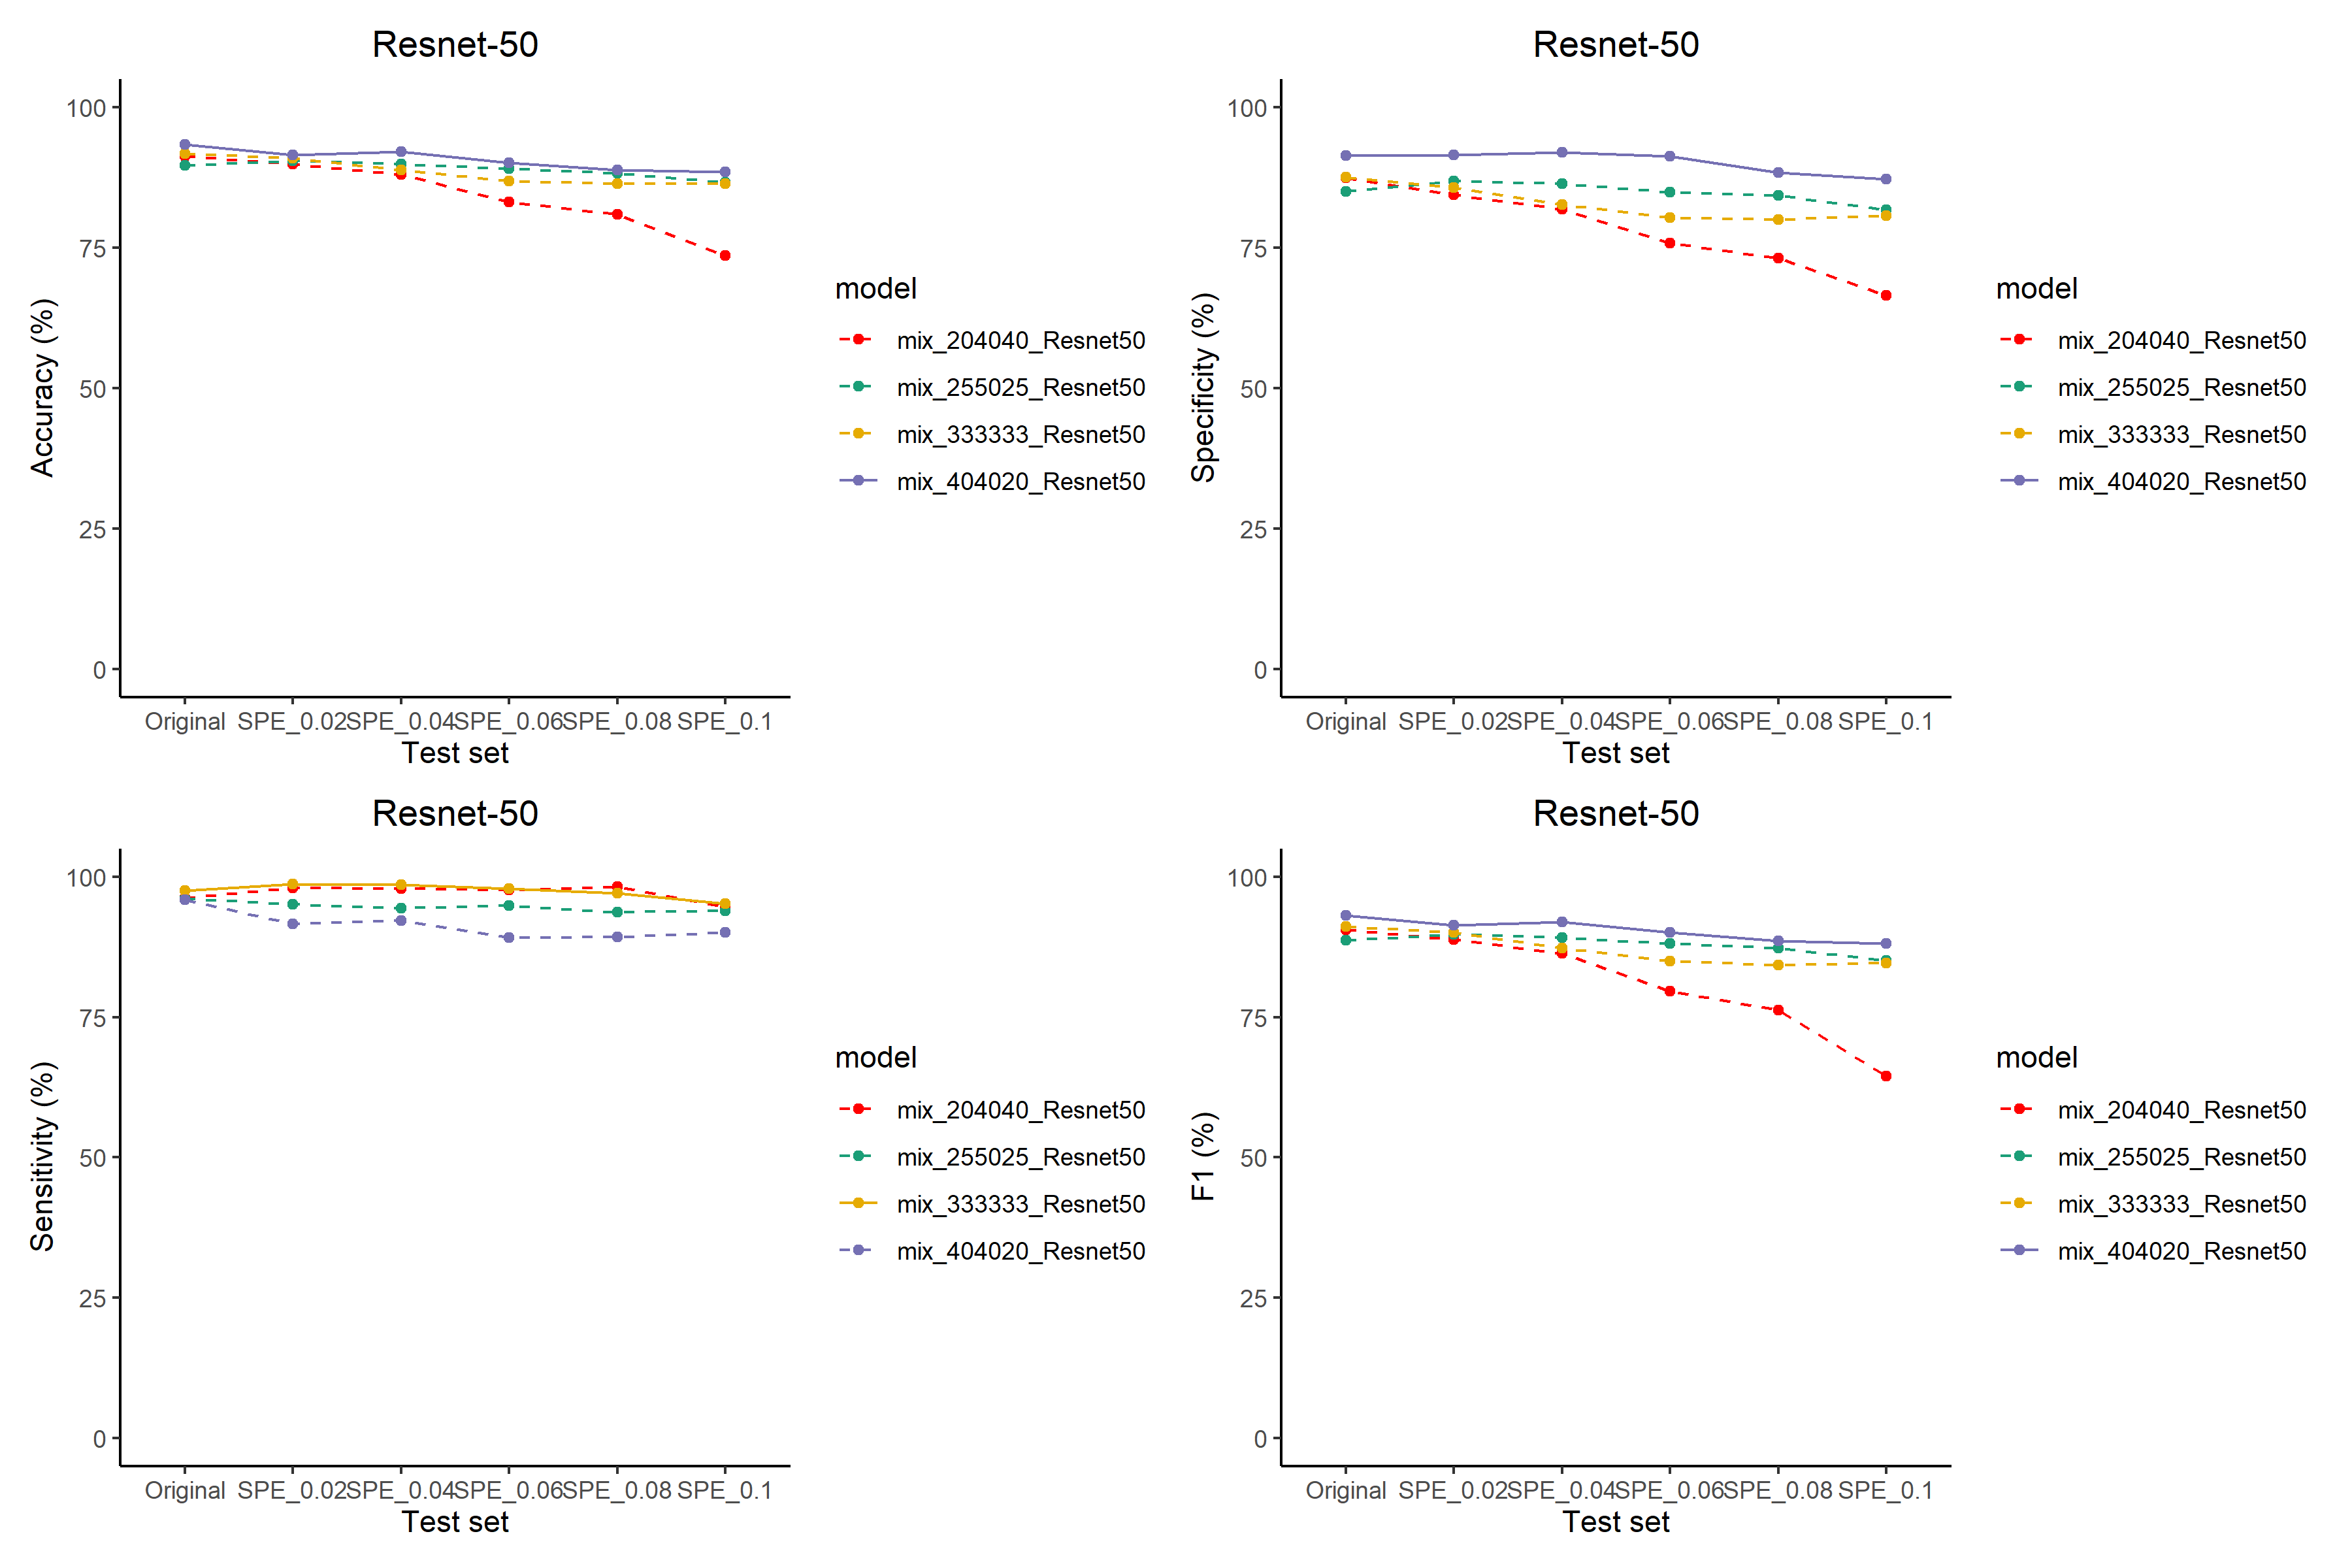 Resnet-50
100
75
50
25
0
Accuracy (%)
Original SPE_0.02 SPE_0.04 SPE_0.06 SPE_0.08 SPE_0.1
Test set
model
mix_204040_Resnet50
mix_255025_Resnet50
mix_333333_Resnet50
mix_404020_Resnet50
Resnet-50
100
75
50
25
0
Specificity (%)
Original SPE_0.02 SPE_0.04 SPE_0.06 SPE_0.08 SPE_0.1
Test set
model
mix_204040_Resnet50
mix_255025_Resnet50
mix_333333_Resnet50
mix_404020_Resnet50
Resnet-50
100
75
50
25
0
Sensitivity (%)
Original SPE_0.02 SPE_0.04 SPE_0.06 SPE_0.08 SPE_0.1
Test set
model
mix_204040_Resnet50
mix_255025_Resnet50
mix_333333_Resnet50
mix_404020_Resnet50
Resnet-50
100
75
50
25
0
F1 (%)
Original SPE_0.02 SPE_0.04 SPE_0.06 SPE_0.08 SPE_0.1
Test set
model
mix_204040_Resnet50
mix_255025_Resnet50
mix_333333_Resnet50
mix_404020_Resnet50